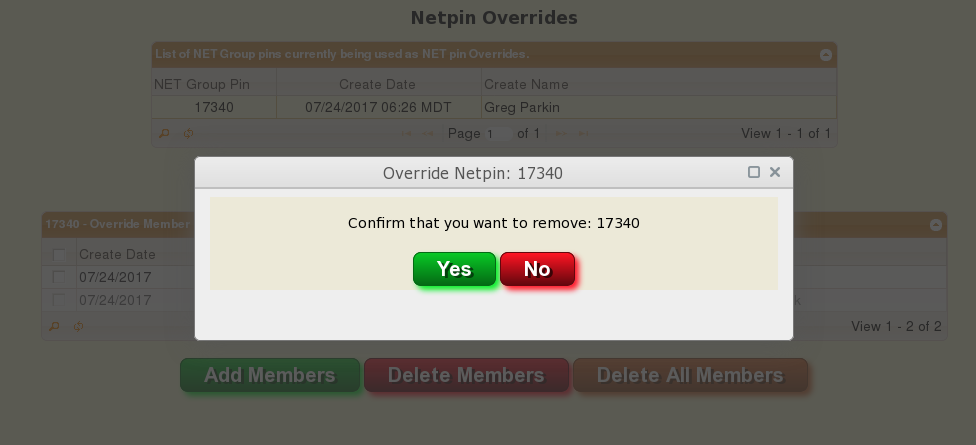 Netpin Overrides
List of NET Group pins currently being used as NET pin Overrides.
NET Group Pin Create Date Create Name
17340 07/24/2017 06:26 MDT Greg Parkin
Page 1 of 1 View 1 - 1 of 1
Override Netpin: 17340
Confirm that you want to remove: 17340
Yes No
17340 - Override Member
Create Date
07/24/2017
07/24/2017
View 1 - 2 of 2
Add Members Delete Members Delete All Members